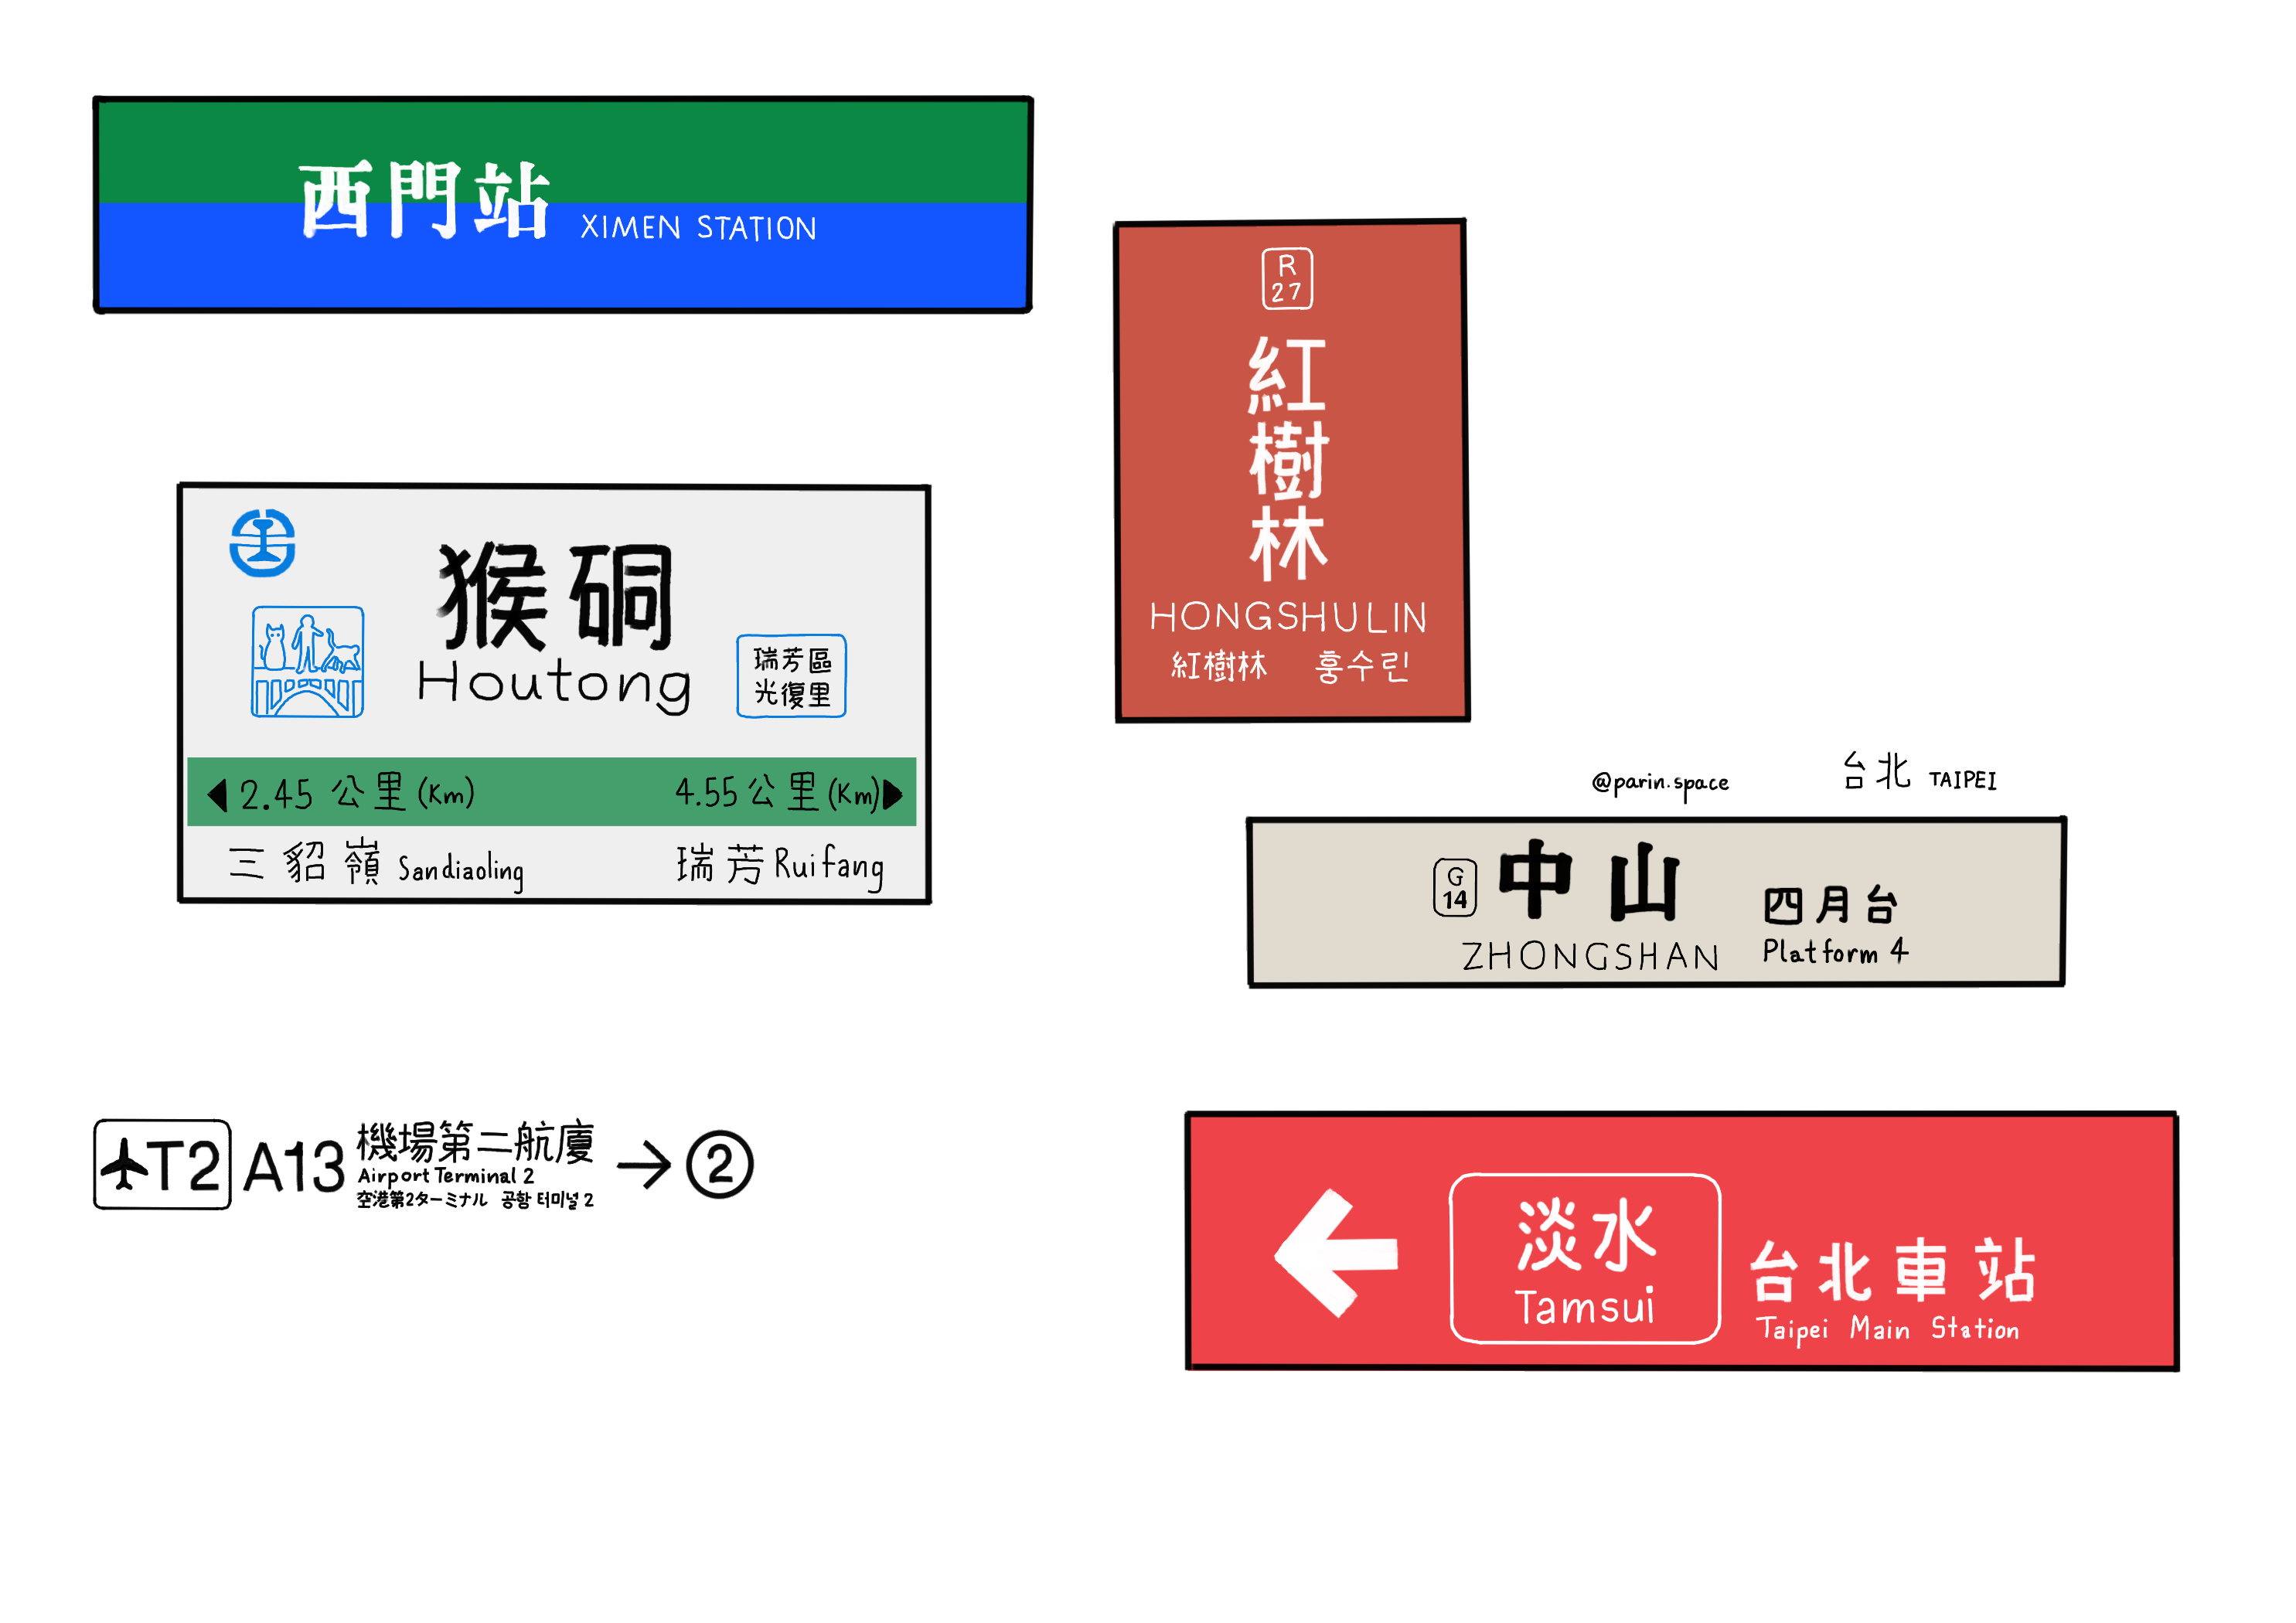 西門站 XIMEN STATION
R
27
紅
樹
林
HONGSHULIN
紅樹林 홍수린
猴硐
Houtong
瑞芳區
光復里
2.45 公里 (Km)
4.55 公里 (Km)
三貂嶺 Sandiaoling
瑞芳 Ruifang
@parin.space
台北 TAIPEI
G
14
中山
ZHONGSHAN
四月台
Platform 4
T2 A13
機場第二航廈
Airport Terminal 2
空港第2ターミナル 공항 터미널 2
→ ②
淡水
Tamsui
台北車站
Taipei Main Station